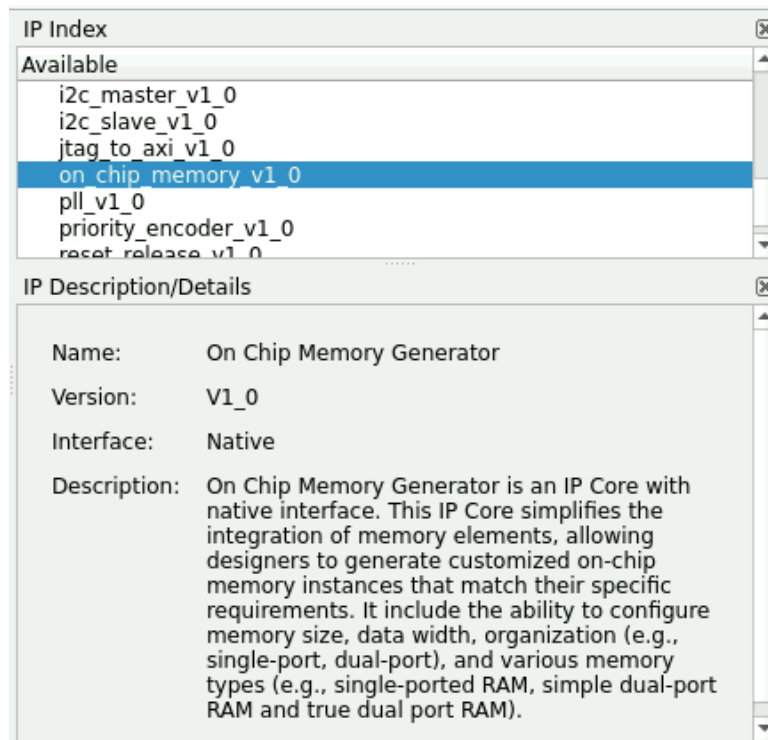 IP Index
Available
i2c_master_v1_0
i2c_slave_v1_0
jtag_to_axi_v1_0
on_chip_memory_v1_0
pll_v1_0
priority_encoder_v1_0
reset_release_v1_0
IP Description/Details
Name: On Chip Memory Generator
Version: V1_0
Interface: Native
Description: On Chip Memory Generator is an IP Core with
native interface. This IP Core simplifies the
integration of memory elements, allowing
designers to generate customized on-chip
memory instances that match their specific
requirements. It include the ability to configure
memory size, data width, organization (e.g.,
single-port, dual-port), and various memory
types (e.g., single-ported RAM, simple dual-port
RAM and true dual port RAM).